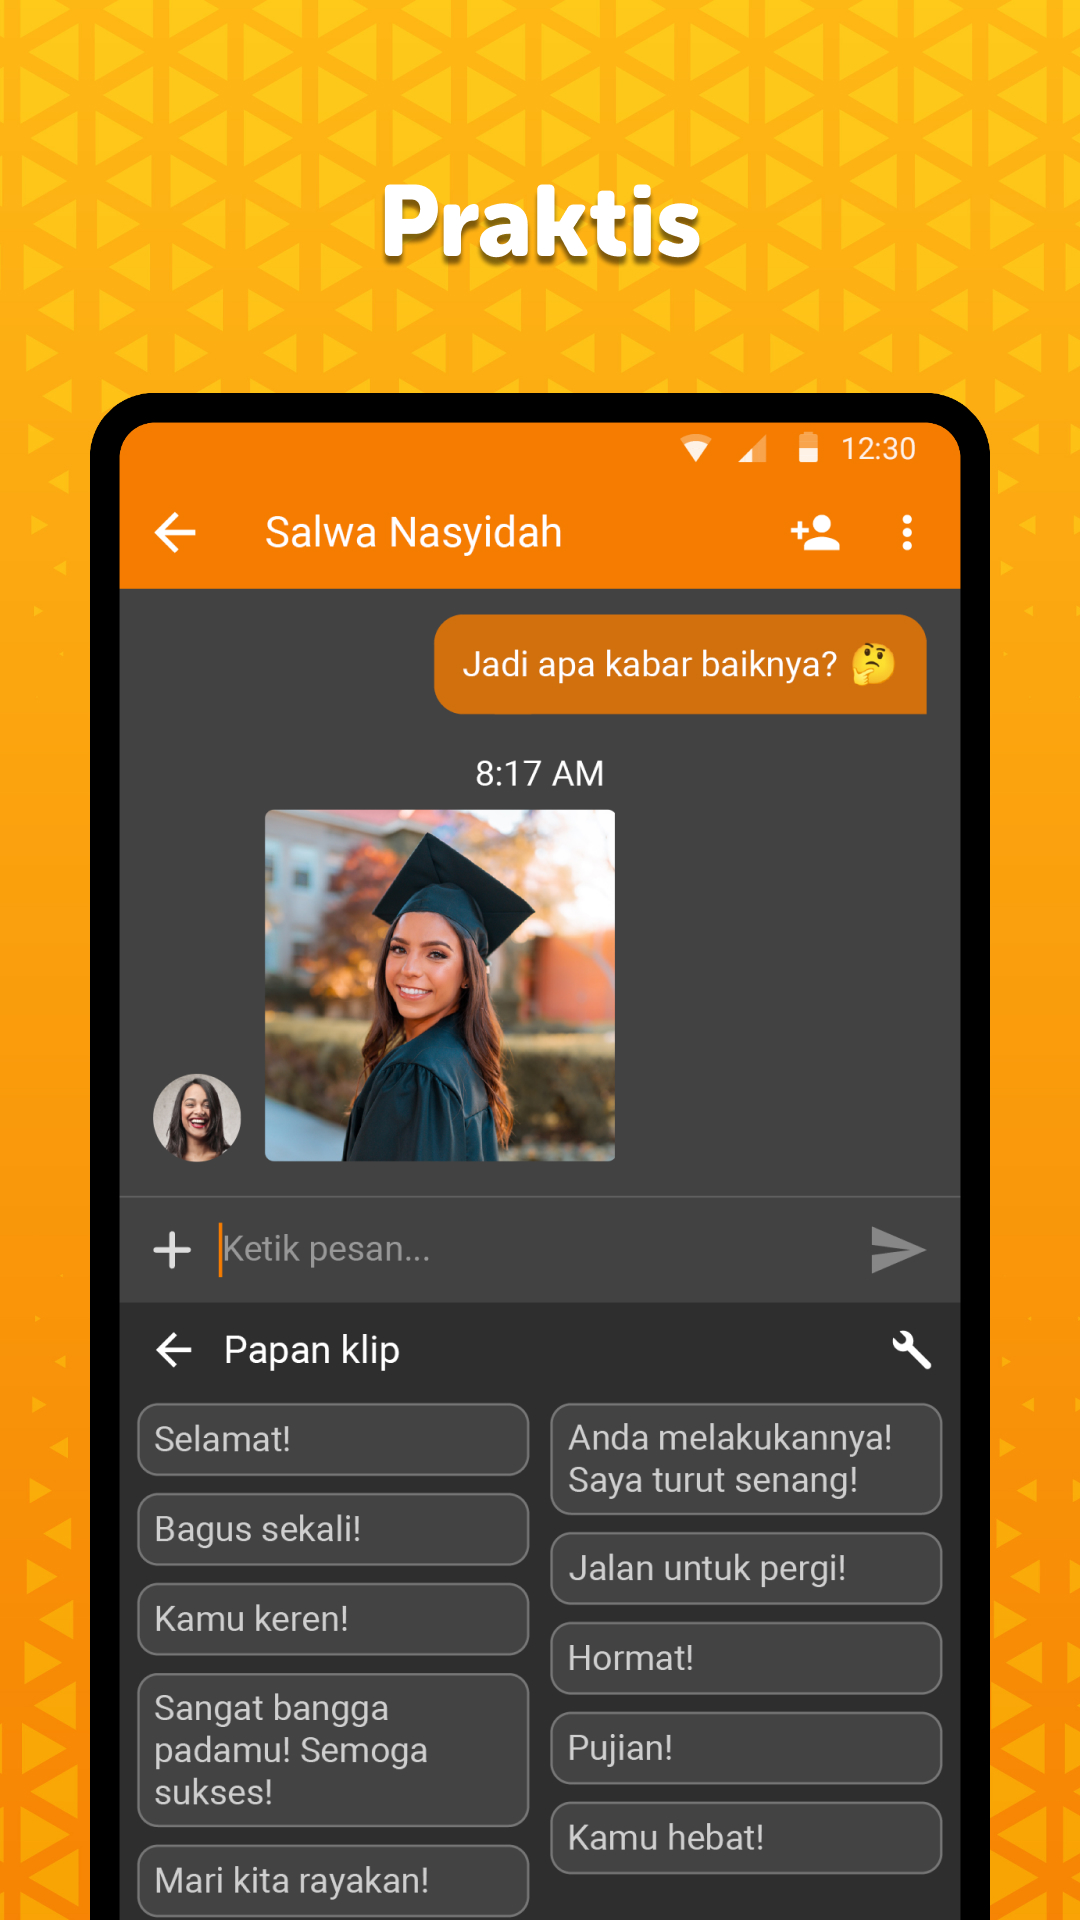 Praktis
12:30
Salwa Nasyidah
Jadi apa kabar baiknya? 🤔
8:17 AM
Ketik pesan...
Papan klip
Selamat!
Bagus sekali!
Kamu keren!
Sangat bangga
padamu! Semoga
sukses!
Mari kita rayakan!
Anda melakukannya!
Saya turut senang!
Jalan untuk pergi!
Hormat!
Pujian!
Kamu hebat!